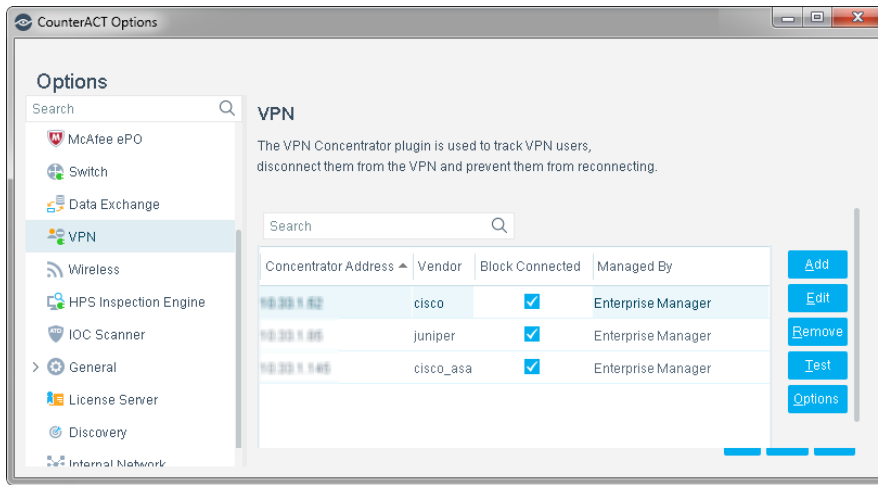 CounterACT Options
Options
Search
McAfee ePO
Switch
Data Exchange
VPN
Wireless
HPS Inspection Engine
IOC Scanner
General
License Server
Discovery
Internal Network
VPN
The VPN Concentrator plugin is used to track VPN users,
disconnect them from the VPN and prevent them from reconnecting.
Search
Concentrator Address Vendor Block Connected Managed By
cisco Enterprise Manager
juniper Enterprise Manager
cisco_asa Enterprise Manager
Add
Edit
Remove
Test
Options